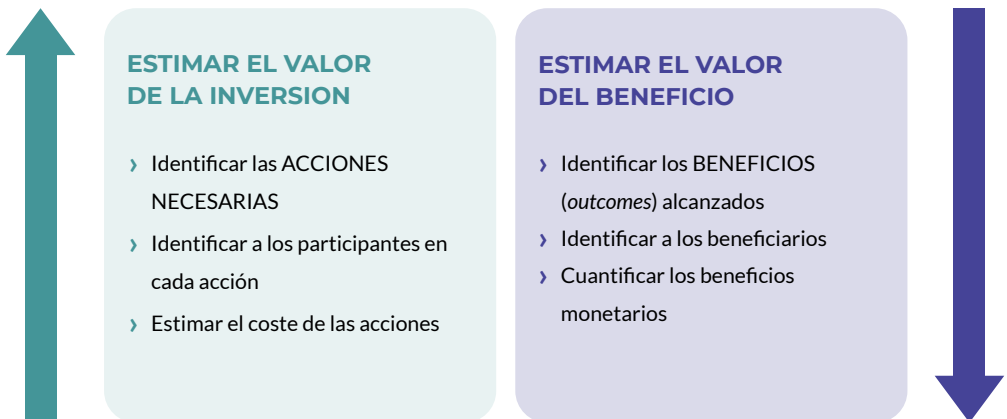 ESTIMAR EL VALOR
DE LA INVERSION
› Identificar las ACCIONES
NECESARIAS
› Identificar a los participantes en
cada acción
› Estimar el coste de las acciones
ESTIMAR EL VALOR
DEL BENEFICIO
› Identificar los BENEFICIOS
(outcomes) alcanzados
› Identificar a los beneficiarios
› Cuantificar los beneficios
monetarios